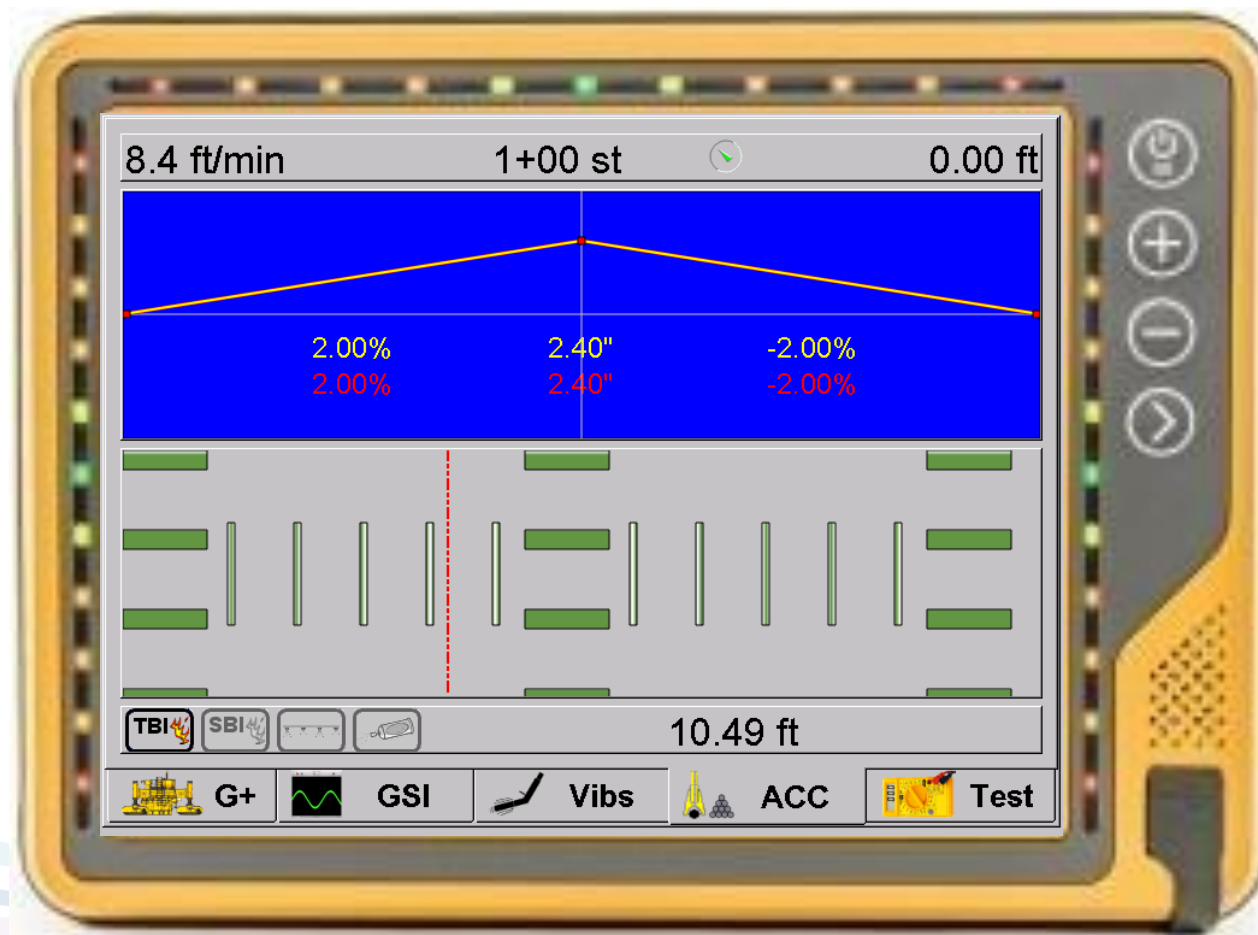 8.4 ft/min 1+00 st 0.00 ft
2.00% 2.40" -2.00%
2.00% 2.40" -2.00%
TBI SBI 10.49 ft
G+ GSI Vibs ACC Test